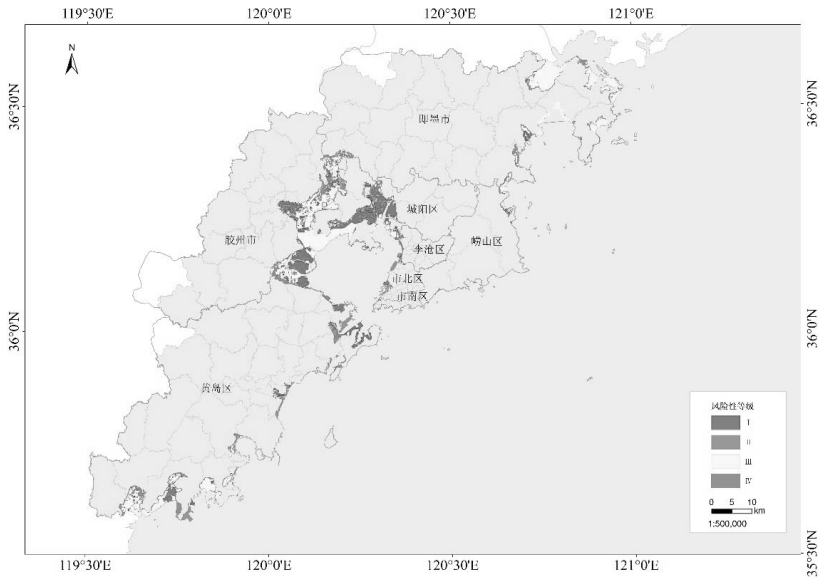 119°30'E 120°0'E 120°30'E 121°0'E
N
36°30'N 36°30'N
即墨市
城阳区
胶州市 李沧区 崂山区
市北区
市南区
36°0'N 36°0'N
黄岛区
风险性等级
I
II
III
IV
0 5 10
km
1:500,000
35°30'N
119°30'E 120°0'E 120°30'E 121°0'E